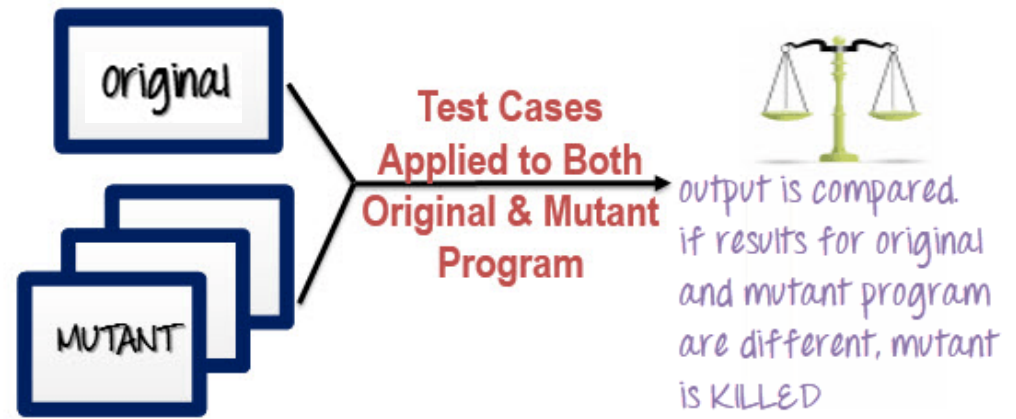 original
MUTANT
Test Cases
Applied to Both
Original & Mutant
Program
output is compared.
if results for original
and mutant program
are different, mutant
is KILLED